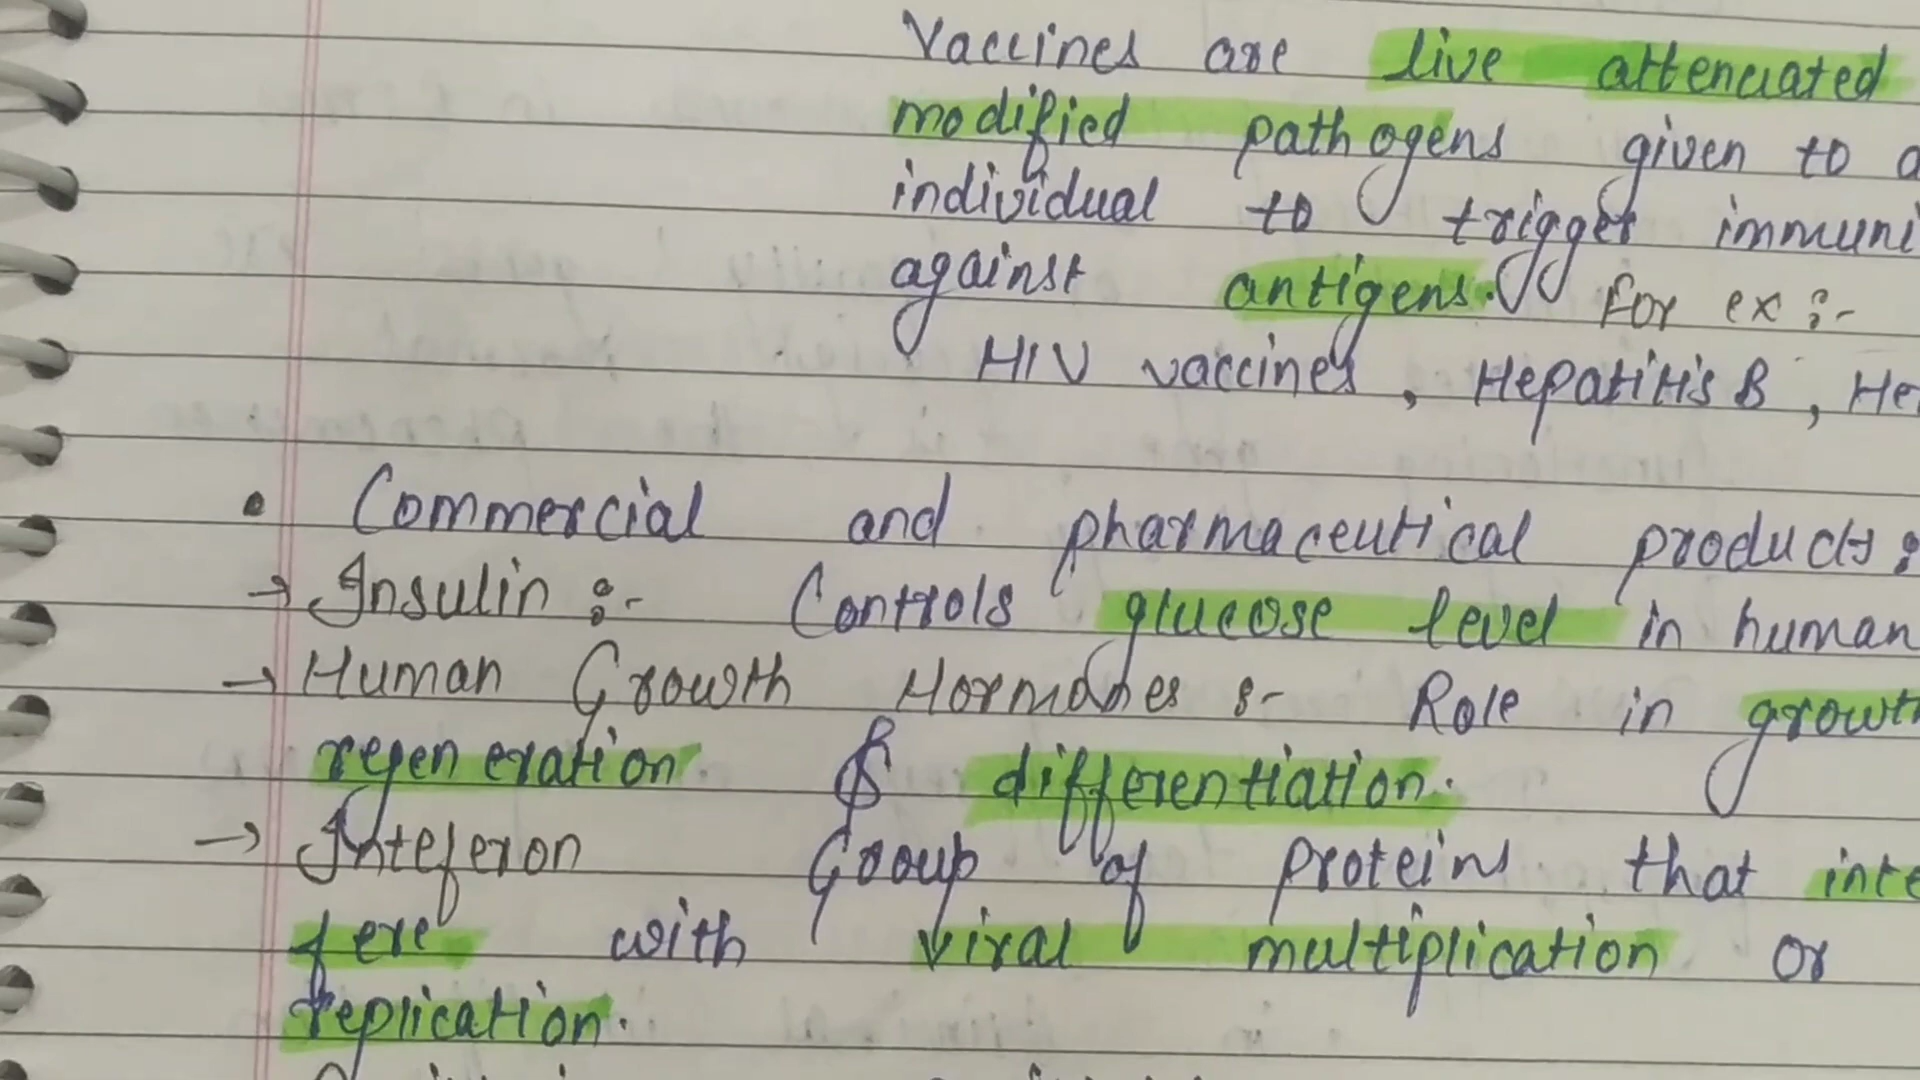 Vaccines are live attenuated
modified pathogens given to a
individual to trigger immuni
against antigens. For ex :-
HIV vaccines, Hepatitis B, He
• Commercial and pharmaceutical products:
→ Insulin :- Controls glucose level in human
→ Human Growth Hormones :- Role in growth
regeneration & differentiation.
→ Inteferon Group of proteins that inte
fere with viral multiplication or
replication.